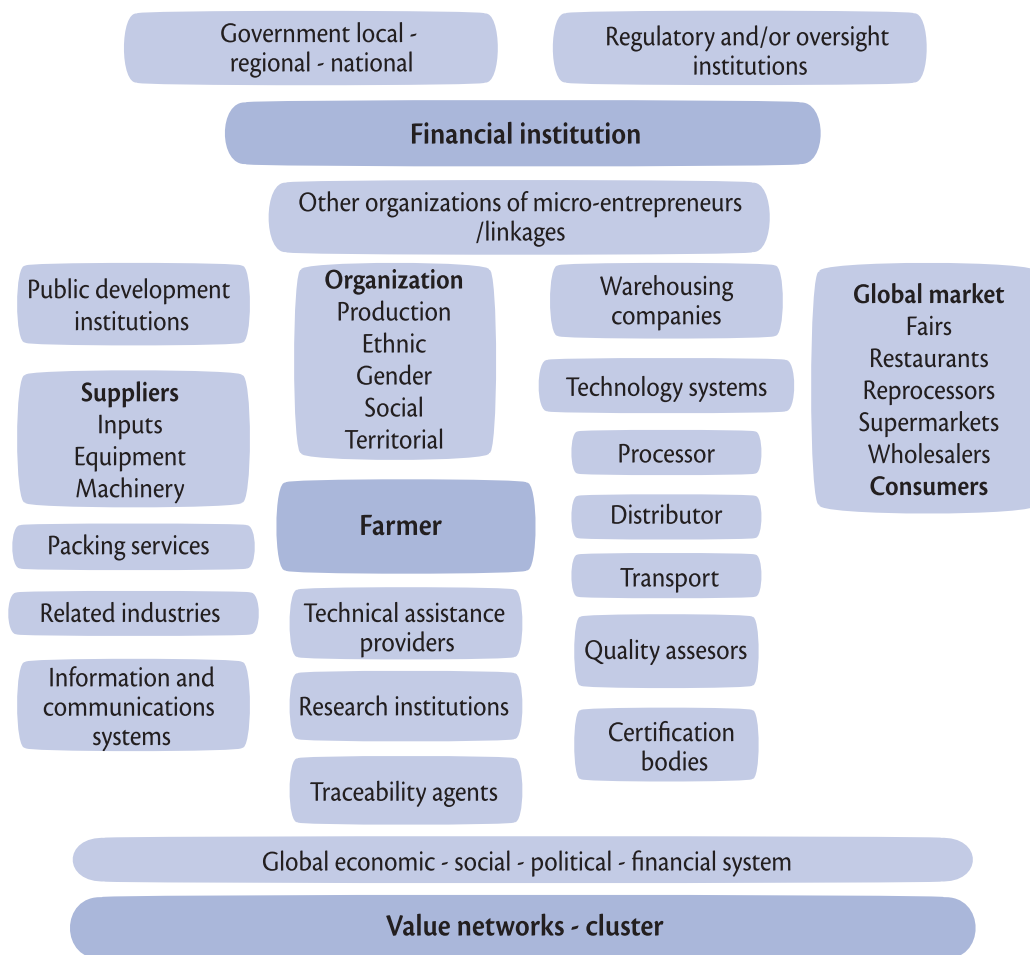 Government local -
regional - national
Regulatory and/or oversight
institutions
Financial institution
Other organizations of micro-entrepreneurs
/linkages
Public development
institutions
Suppliers
Inputs
Equipment
Machinery
Packing services
Related industries
Information and
communications
systems
Organization
Production
Ethnic
Gender
Social
Territorial
Farmer
Technical assistance
providers
Research institutions
Traceability agents
Warehousing
companies
Technology systems
Processor
Distributor
Transport
Quality assesors
Certification
bodies
Global market
Fairs
Restaurants
Reprocessors
Supermarkets
Wholesalers
Consumers
Global economic - social - political - financial system
Value networks - cluster